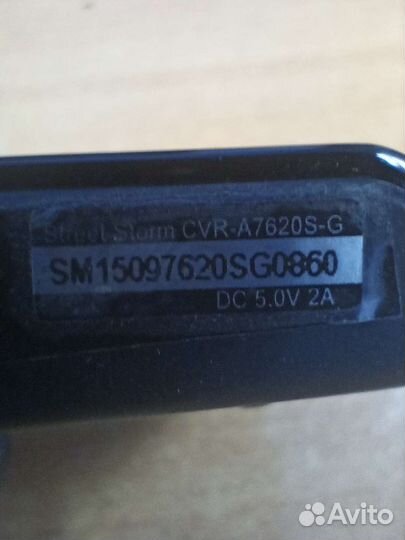 Street Storm CVR-A7620S-G
SM15097620SG0860
DC 5.0V 2A
Avito